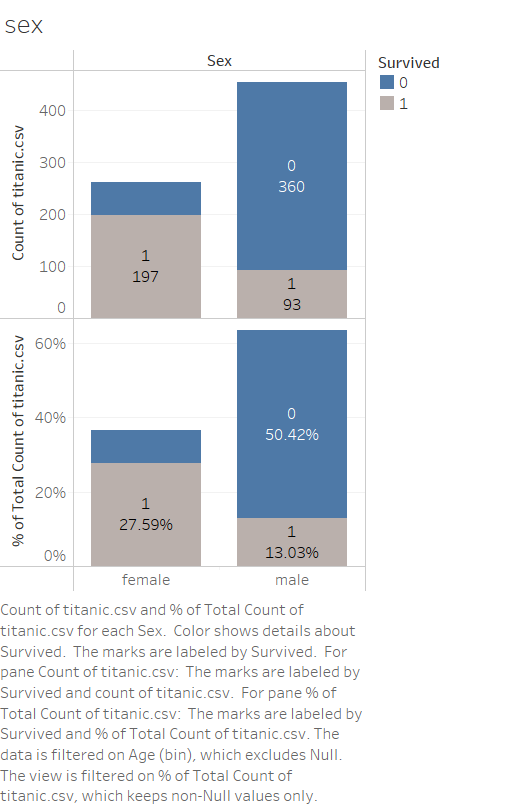 sex
Sex
Survived
0
1
Count of titanic.csv
400
300
200
100
0
0
360
1
197
1
93
% of Total Count of titanic.csv
60%
40%
20%
0%
0
50.42%
1
27.59%
1
13.03%
female
male
Count of titanic.csv and % of Total Count of
titanic.csv for each Sex.  Color shows details about
Survived.  The marks are labeled by Survived.  For
pane Count of titanic.csv:  The marks are labeled by
Survived and count of titanic.csv.  For pane % of
Total Count of titanic.csv:  The marks are labeled by
Survived and % of Total Count of titanic.csv. The
data is filtered on Age (bin), which excludes Null.
The view is filtered on % of Total Count of
titanic.csv, which keeps non-Null values only.